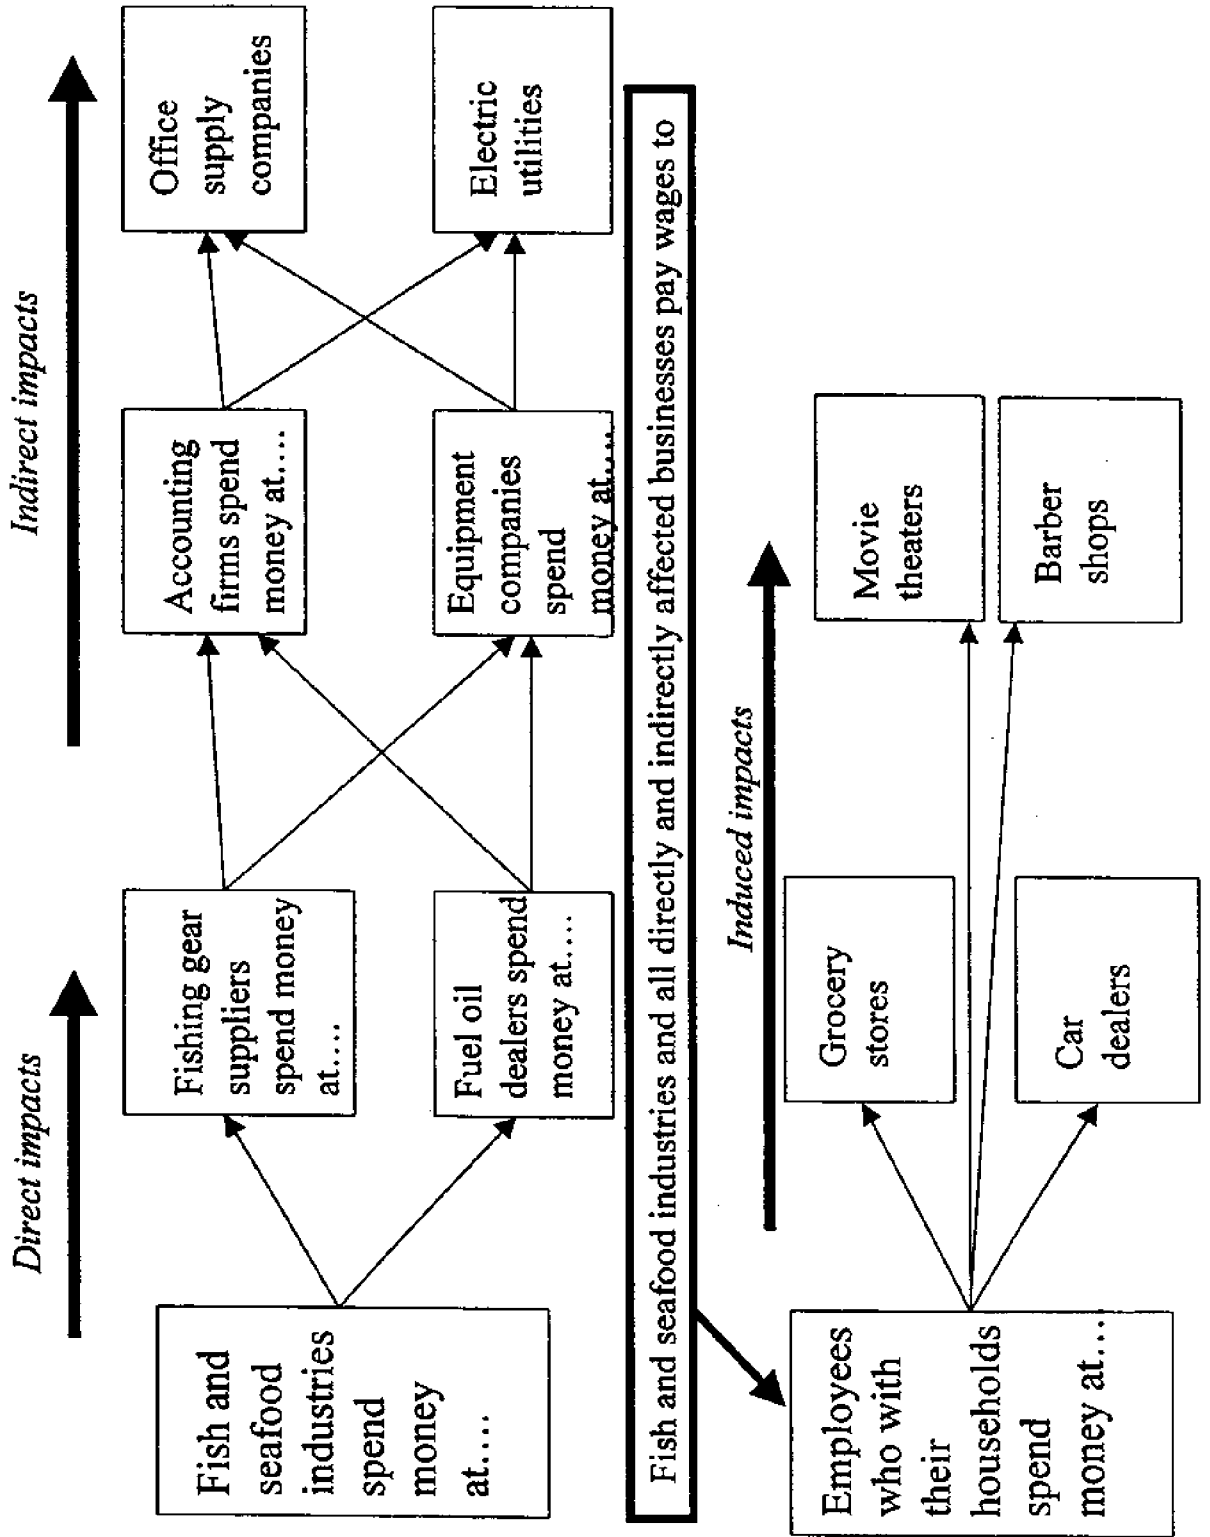 Direct impacts
Indirect impacts
Fish and
seafood
industries
spend
money
at....
Fishing gear
suppliers
spend money
at....
Fuel oil
dealers spend
money at....
Accounting
firms spend
money at....
Equipment
companies
spend
money at....
Office
supply
companies
Electric
utilities
Fish and seafood industries and all directly and indirectly affected businesses pay wages to
Induced impacts
Employees
who with
their
households
spend
money at....
Grocery
stores
Car
dealers
Movie
theaters
Barber
shops